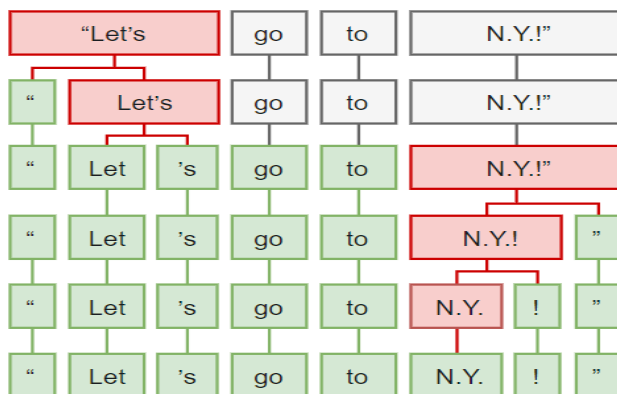 “Let’s go to N.Y.!”
“ Let’s go to N.Y.!”
“ Let ’s go to N.Y.!”
“ Let ’s go to N.Y.! ”
“ Let ’s go to N.Y. ! ”
“ Let ’s go to N.Y. ! ”